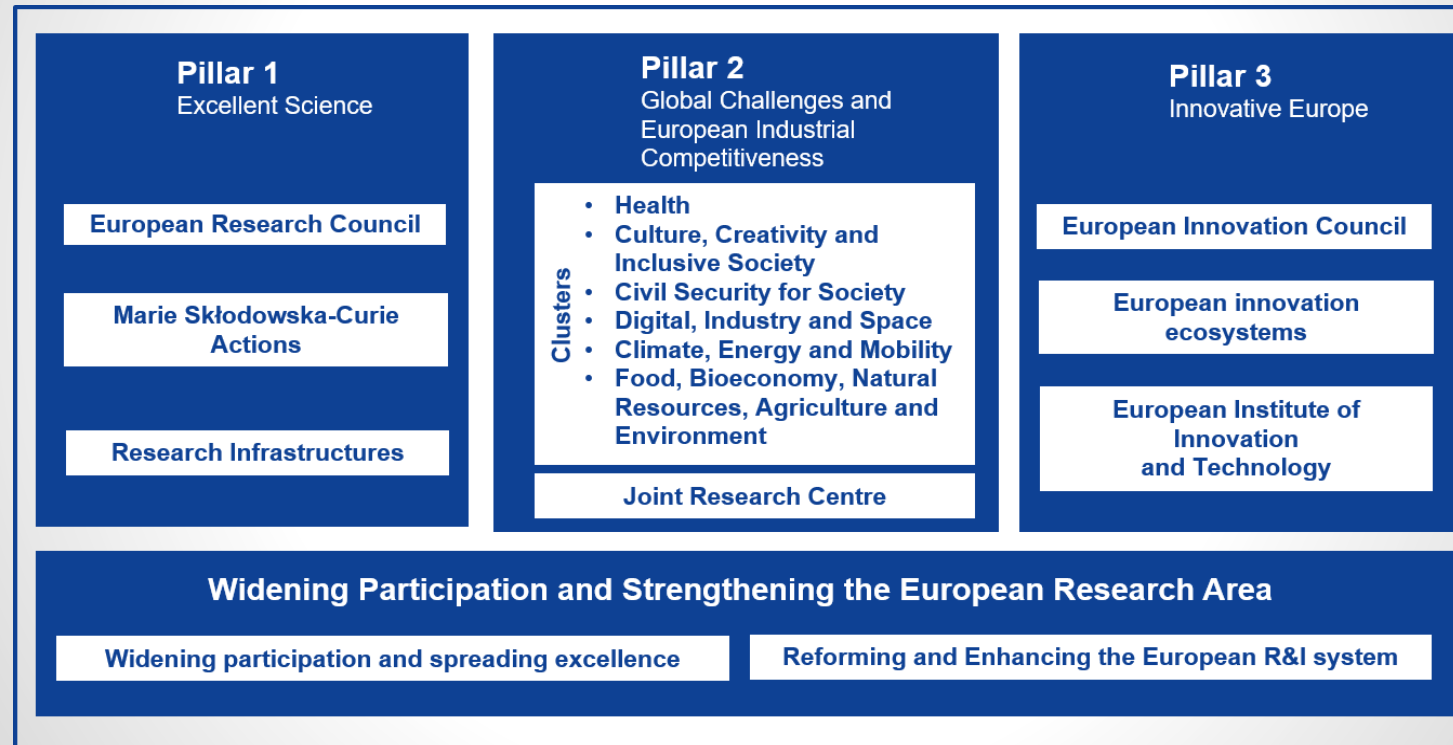 Pillar 1
Excellent Science
European Research Council
Marie Skłodowska-Curie
Actions
Research Infrastructures
Pillar 2
Global Challenges and
European Industrial
Competitiveness
Clusters
• Health
• Culture, Creativity and
Inclusive Society
• Civil Security for Society
• Digital, Industry and Space
• Climate, Energy and Mobility
• Food, Bioeconomy, Natural
Resources, Agriculture and
Environment
Joint Research Centre
Pillar 3
Innovative Europe
European Innovation Council
European innovation
ecosystems
European Institute of
Innovation
and Technology
Widening Participation and Strengthening the European Research Area
Widening participation and spreading excellence
Reforming and Enhancing the European R&I system